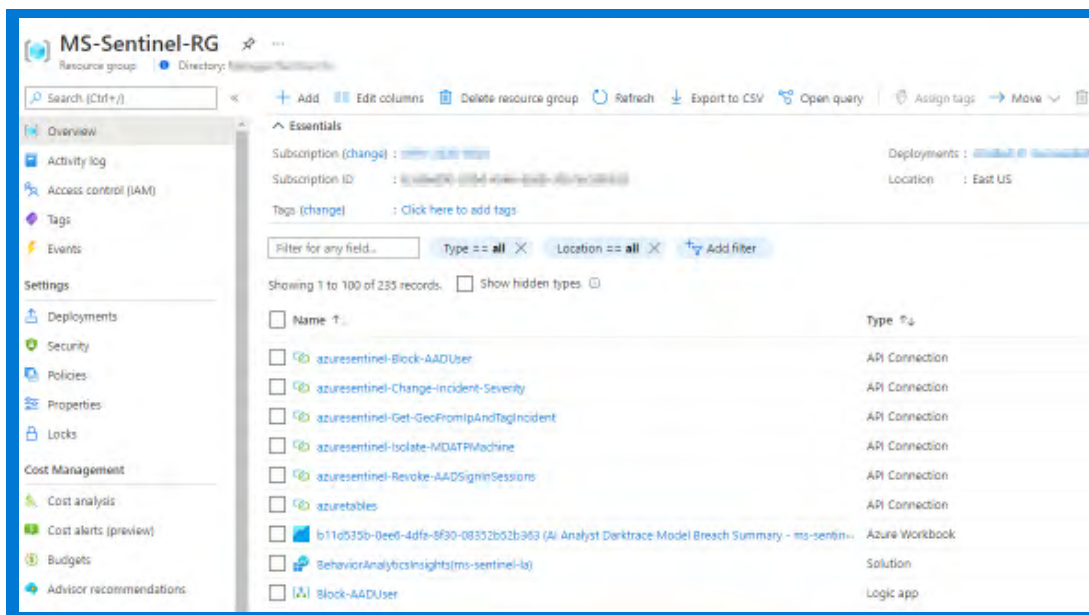 MS-Sentinel-RG
Resource group Directory:
Search (Ctrl+/)
Add Edit columns Delete resource group Refresh Export to CSV Open query Assign tags Move
Overview
Activity log
Access control (IAM)
Tags
Events
Settings
Deployments
Security
Policies
Properties
Locks
Cost Management
Cost analysis
Cost alerts (preview)
Budgets
Advisor recommendations
Essentials
Subscription (change) :
Deployments :
Subscription ID :
Location : East US
Tags (change) : Click here to add tags
Filter for any field...
Type == all
Location == all
Add filter
Showing 1 to 100 of 235 records.
Show hidden types
Name
Type
azuresentinel-Block-AADUser API Connection
azuresentinel-Change-Incident-Severity API Connection
azuresentinel-Get-GeoFromIpAndTagIncident API Connection
azuresentinel-Isolate-MDATPMachine API Connection
azuresentinel-Revoke-AADSignInSessions API Connection
azuretables API Connection
b11d535b-0ee6-4dfa-8f30-08352b52b363 (AI Analyst Darktrace Model Breach Summary - ms-sentin... Azure Workbook
BehaviorAnalyticsInsights(ms-sentinel-la) Solution
Block-AADUser Logic app